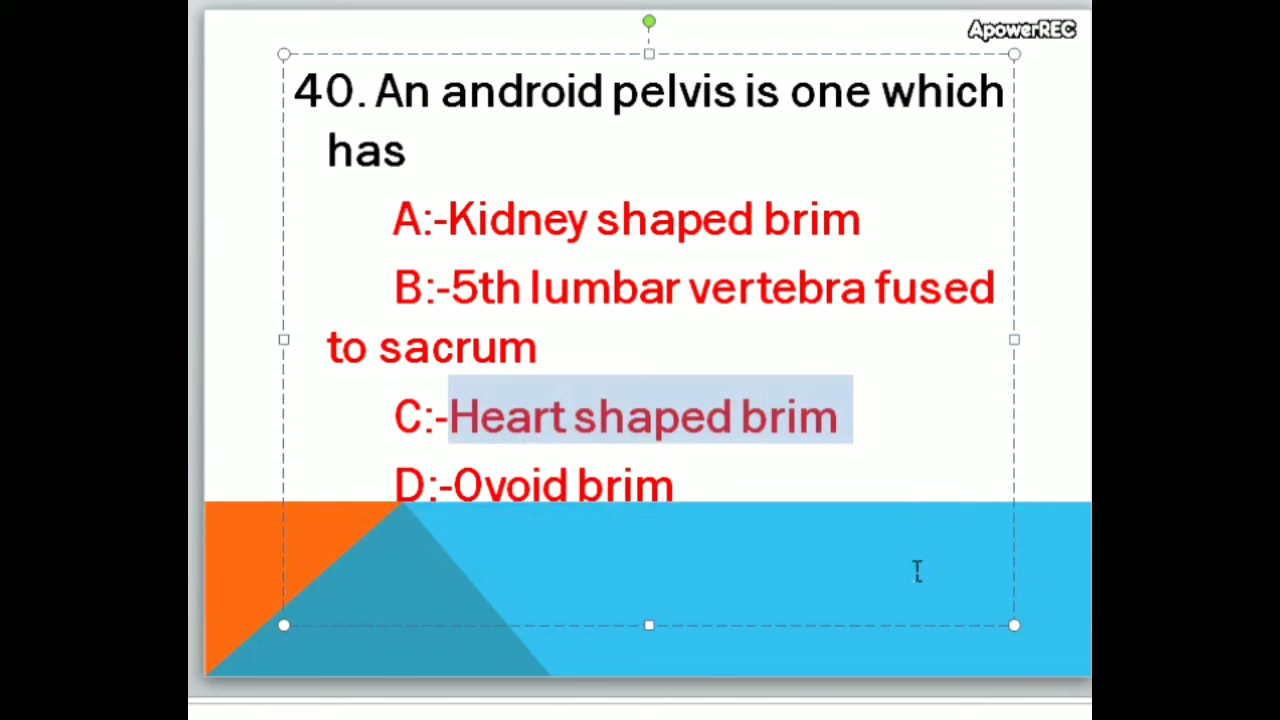 ApowerREC
40. An android pelvis is one which
has
A:-Kidney shaped brim
B:-5th lumbar vertebra fused
to sacrum
C:-Heart shaped brim
D:-Ovoid brim